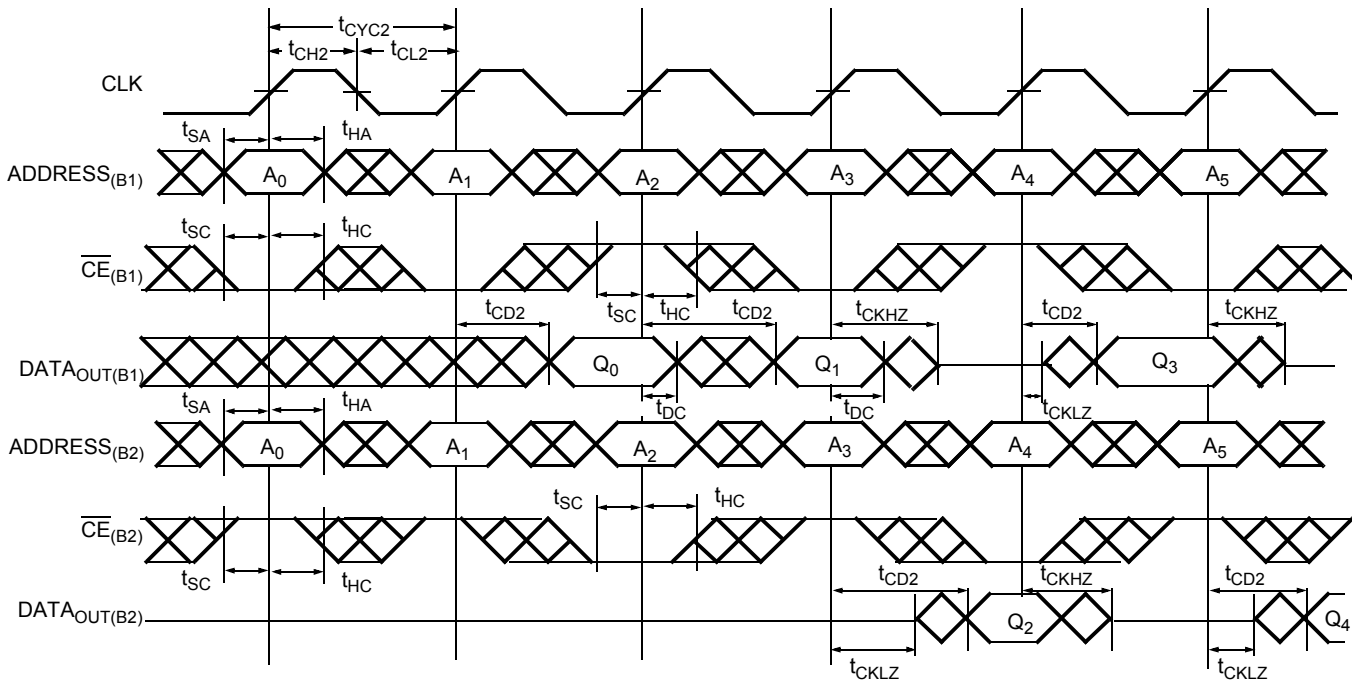 tCYC2
tCH2 tCL2
CLK
tSA tHA
ADDRESS(B1) A0 A1 A2 A3 A4 A5
tSC tHC
CE(B1)
tSC tHC
tCD2 tCD2 tCKHZ tCD2 tCKHZ
DATAOUT(B1) Q0 Q1 Q3
tDC tDC tCKLZ
tSA tHA
ADDRESS(B2) A0 A1 A2 A3 A4 A5
tSC tHC
CE(B2)
tSC tHC
tCD2 tCKHZ tCD2
DATAOUT(B2) Q2 Q4
tCKLZ tCKLZ